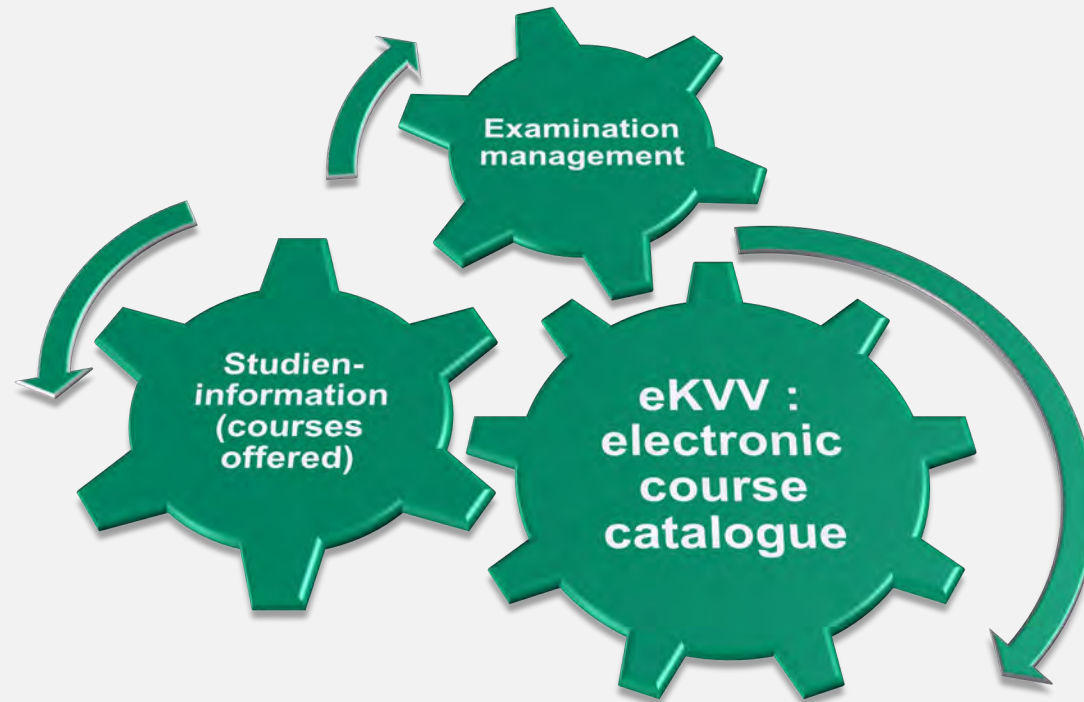 Examination
management
Studien-
information
(courses
offered)
eKVV :
electronic
course
catalogue